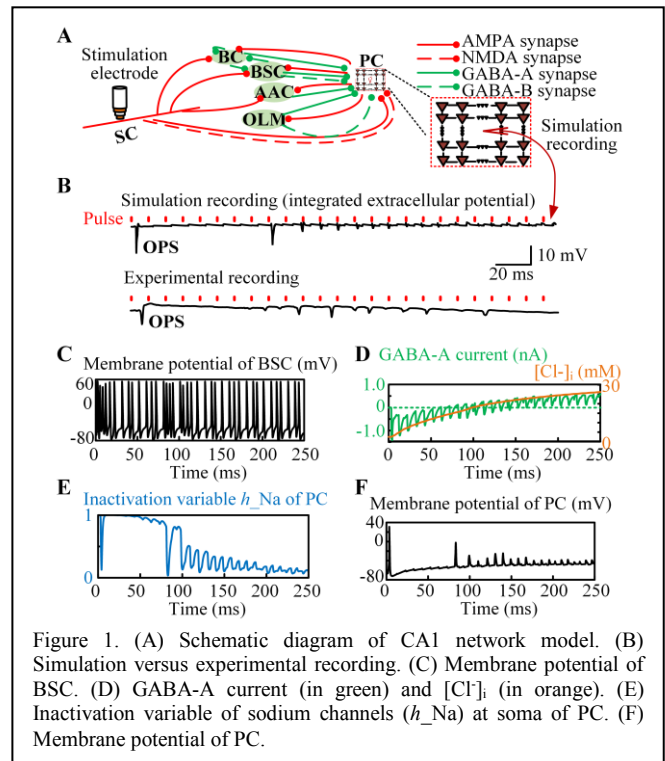 A
Stimulation
electrode
SC
BC
BSC
AAC
OLM
PC
AMPA synapse
NMDA synapse
GABA-A synapse
GABA-B synapse
Simulation
recording
B
Simulation recording (integrated extracellular potential)
Pulse
OPS
10 mV
20 ms
Experimental recording
OPS
C
Membrane potential of BSC (mV)
60
0
-80
0 50 100 150 200 250
Time (ms)
D
GABA-A current (nA)
[Cl-]i (mM)
1.0
0
-1.0
30
0
0 50 100 150 200 250
Time (ms)
E
Inactivation variable h_Na of PC
1
0
0 50 100 150 200 250
Time (ms)
F
Membrane potential of PC (mV)
40
0
-80
0 50 100 150 200 250
Time (ms)
Figure 1. (A) Schematic diagram of CA1 network model. (B)
Simulation versus experimental recording. (C) Membrane potential of
BSC. (D) GABA-A current (in green) and [Cl-]i (in orange). (E)
Inactivation variable of sodium channels (h_Na) at soma of PC. (F)
Membrane potential of PC.